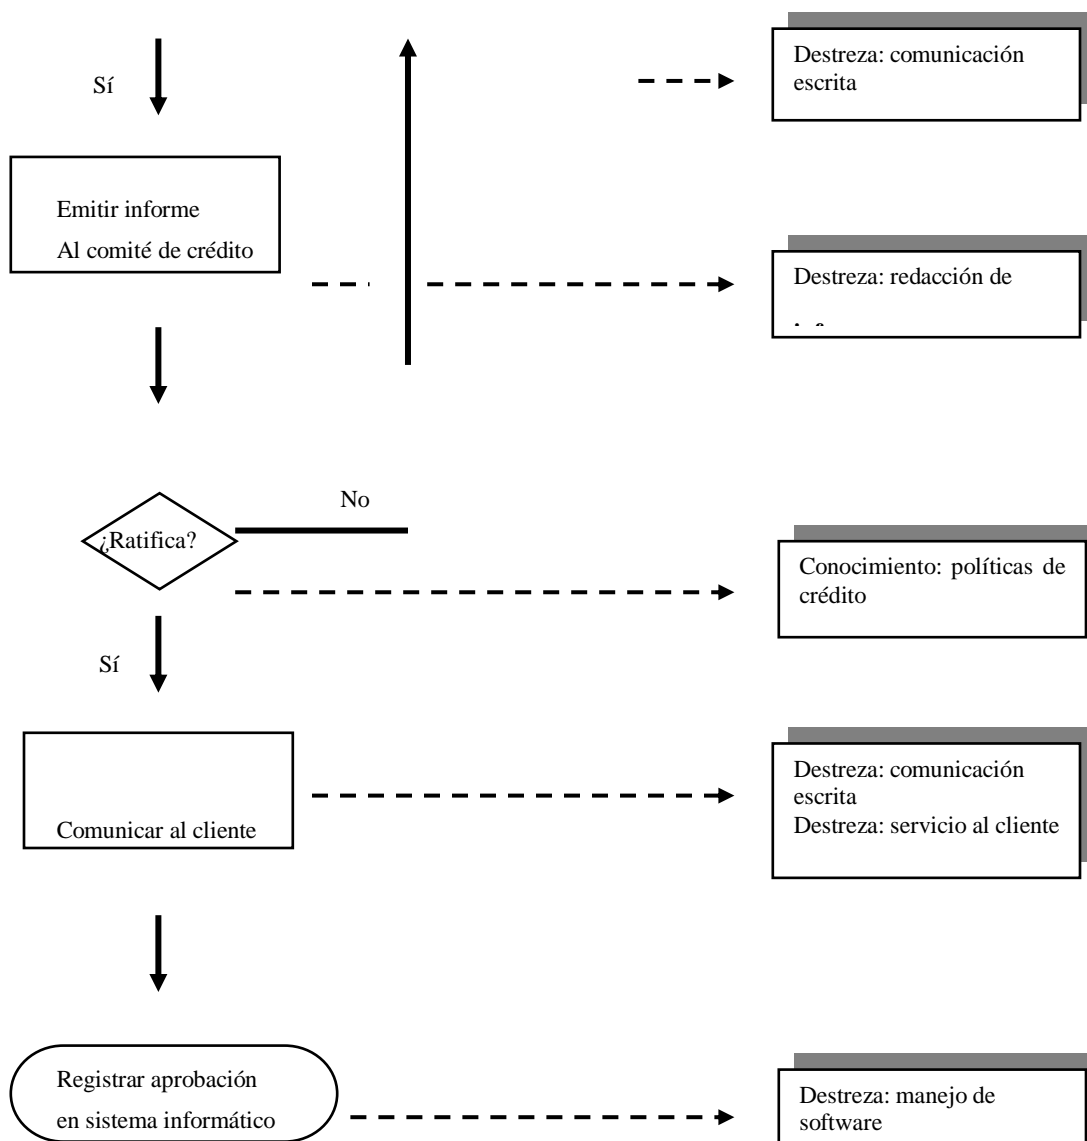 Destreza: comunicación
escrita
Sí
Emitir informe
Al comité de crédito
Destreza: redacción de
No
¿Ratifica?
Conocimiento: políticas de
crédito
Sí
Comunicar al cliente
Destreza: comunicación
escrita
Destreza: servicio al cliente
Registrar aprobación
en sistema informático
Destreza: manejo de
software